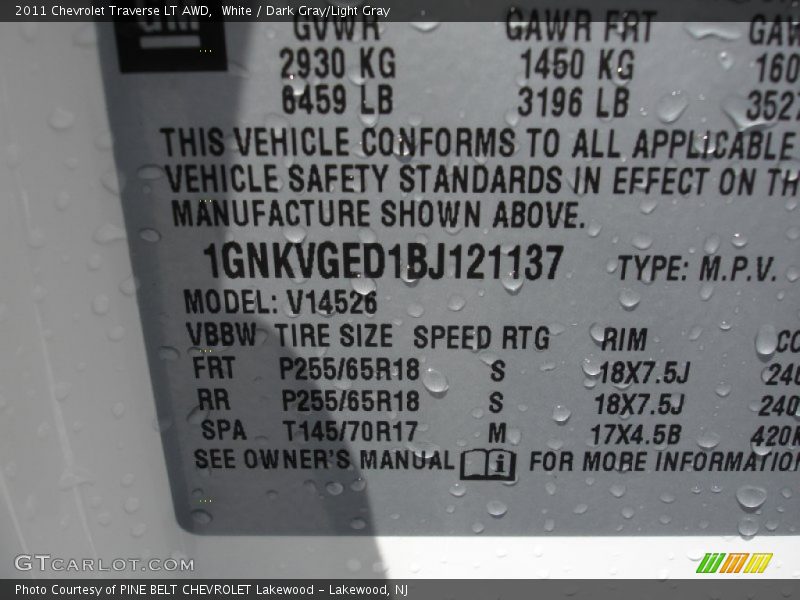 2011 Chevrolet Traverse LT AWD, White / Dark Gray/Light Gray
GM
GVWR GAWR FRT
2930 KG 1450 KG
6459 LB 3196 LB
THIS VEHICLE CONFORMS TO ALL APPLICABLE
VEHICLE SAFETY STANDARDS IN EFFECT ON
MANUFACTURE SHOWN ABOVE.
1GNKVGED1BJ121137 TYPE: M.P.V.
MODEL: V14526
VBBW TIRE SIZE SPEED RTG RIM
FRT P255/65R18 S 18X7.5J
RR P255/65R18 S 18X7.5J
SPA T145/70R17 M 17X4.5B
SEE OWNER'S MANUAL i FOR MORE INFORMATION
GTCARLOT.COM
Photo Courtesy of PINE BELT CHEVROLET Lakewood - Lakewood, NJ